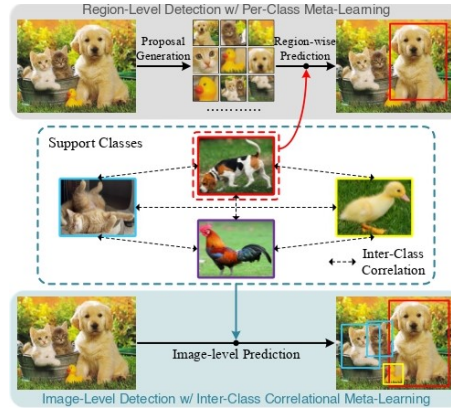 Region-Level Detection w/ Per-Class Meta-Learning
Proposal
Generation
Region-wise
Prediction
............
Support Classes
Inter-Class
Correlation
Image-level Prediction
Image-Level Detection w/ Inter-Class Correlational Meta-Learning